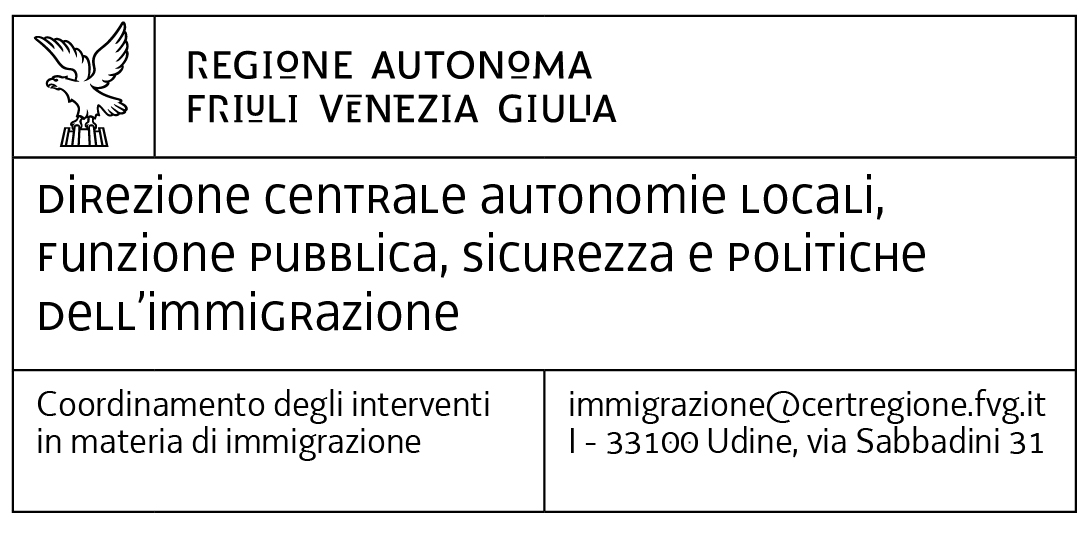 REGIONE AUTONOMA
FRIULI VENEZIA GIULIA
DiRezione cenTRaLe auTonomie LocaLi,
Funzione PuBBLica, sicuRezza e PoLiTicHe
DeLL'immiGRazione
Coordinamento degli interventi
in materia di immigrazione
immigrazione@certregione.fvg.it
I - 33100 Udine, via Sabbadini 31